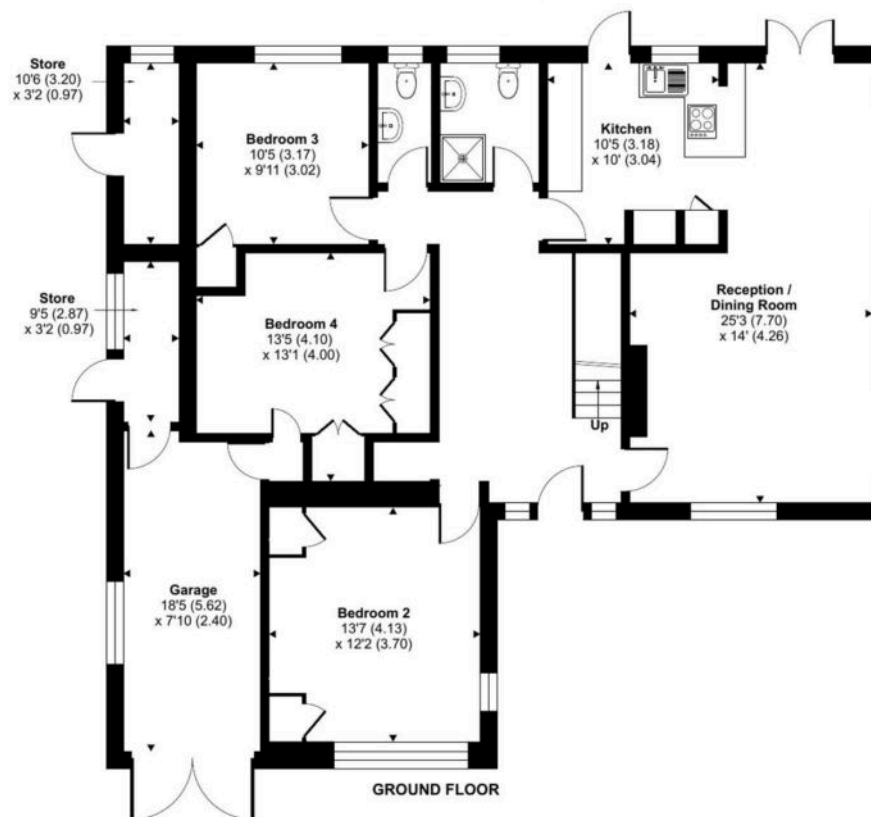 Store
10'6 (3.20)
x 3'2 (0.97)
Bedroom 3
10'5 (3.17)
x 9'11 (3.02)
Kitchen
10'5 (3.18)
x 10' (3.04)
Store
9'5 (2.87)
x 3'2 (0.97)
Bedroom 4
13'5 (4.10)
x 13'1 (4.00)
Reception /
Dining Room
25'3 (7.70)
x 14' (4.26)
Up
Garage
18'5 (5.62)
x 7'10 (2.40)
Bedroom 2
13'7 (4.13)
x 12'2 (3.70)
GROUND FLOOR